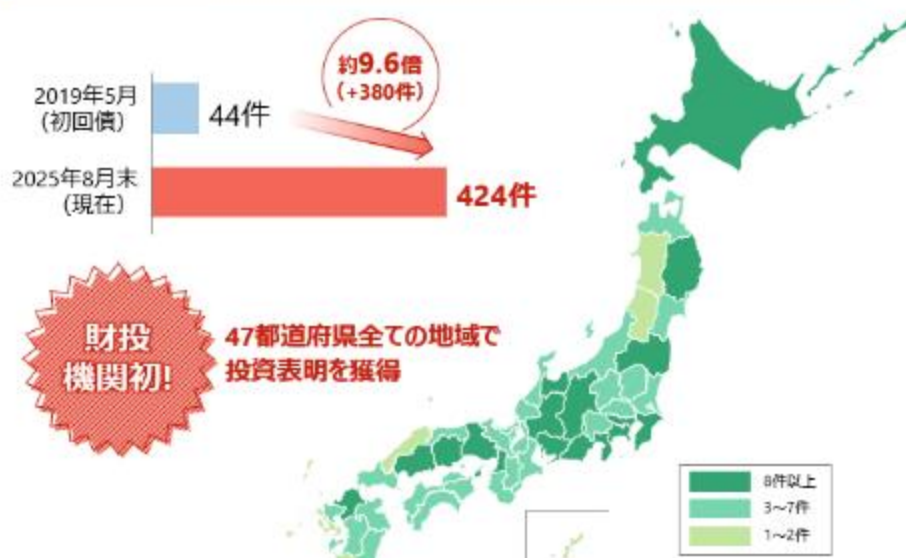 約9.6倍
(+380件)
2019年5月
(初回債)
44件
2025年8月末
(現在)
424件
財投
機関初!
47都道府県全ての地域で
投資表明を獲得
8件以上
3～7件
1～2件